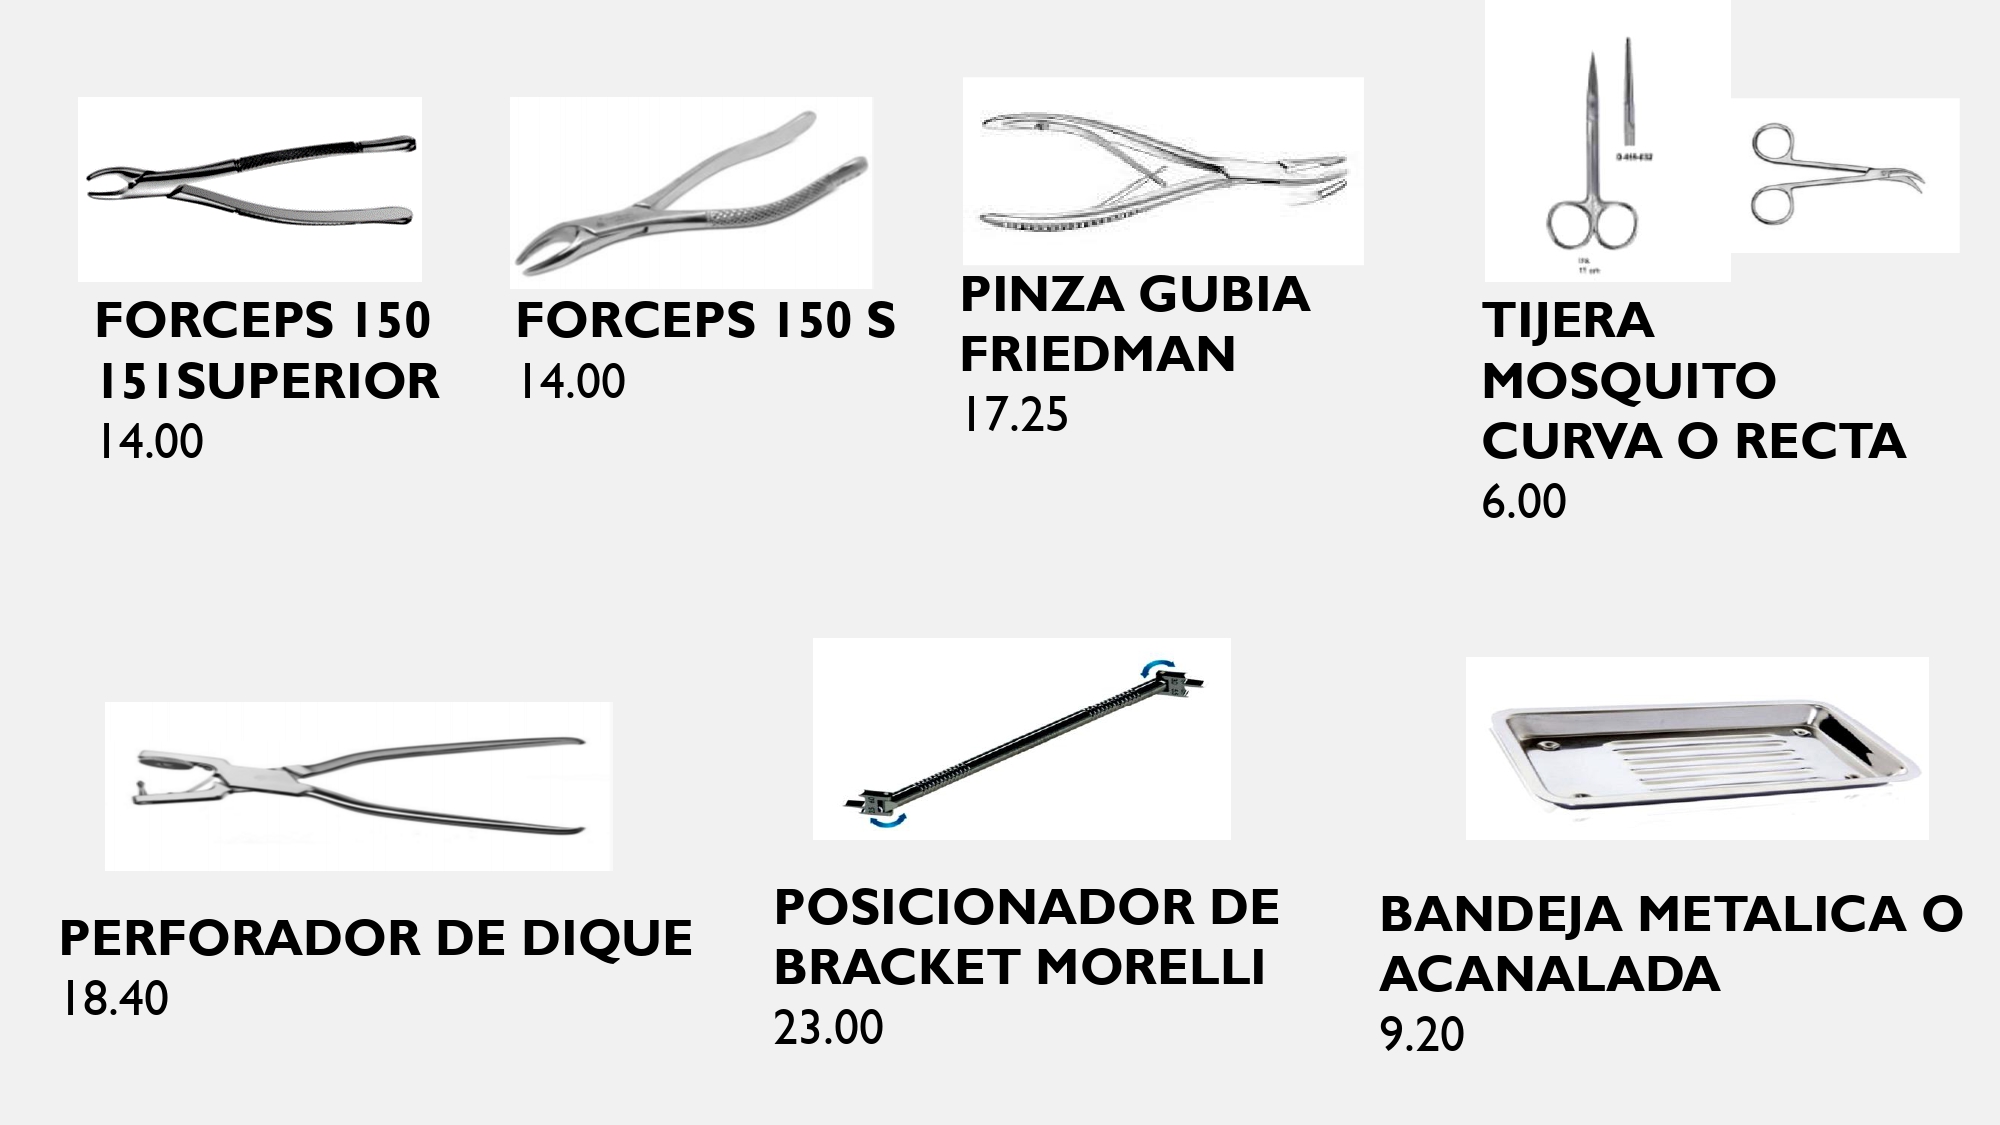 FORCEPS 150
151SUPERIOR
14.00
FORCEPS 150 S
14.00
PINZA GUBIA
FRIEDMAN
17.25
TIJERA
MOSQUITO
CURVA O RECTA
6.00
PERFORADOR DE DIQUE
18.40
POSICIONADOR DE
BRACKET MORELLI
23.00
BANDEJA METALICA O
ACANALADA
9.20